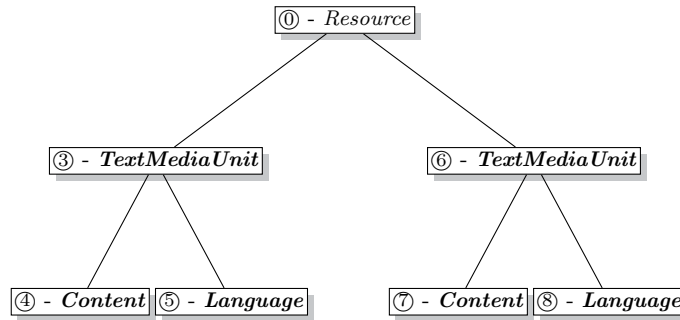 ⓪ - Resource
③ - TextMediaUnit ⑥ - TextMediaUnit
④ - Content ⑤ - Language ⑦ - Content ⑧ - Language